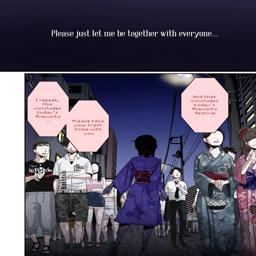 Please just let me be together with everyone...
I repeat,
this
concludes
today's
fireworks
...
Please take
your trash
home with
you
And that
concludes
today's
fireworks
festival